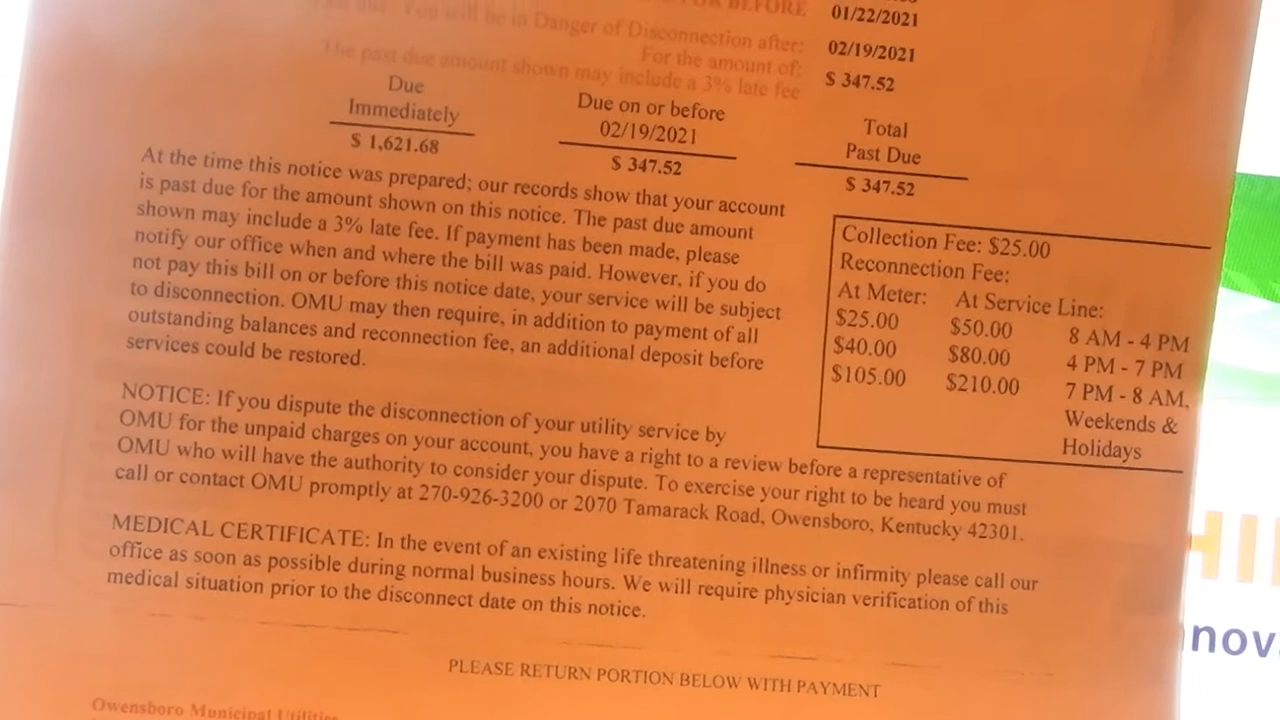 OR BEFORE 01/22/2021
You will be in Danger of Disconnection after: 02/19/2021
For the amount of: $ 347.52
The past due amount shown may include a 3% late fee
Due Immediately
$ 1,621.68
Due on or before
02/19/2021
$ 347.52
Total
Past Due
$ 347.52
At the time this notice was prepared; our records show that your account
is past due for the amount shown on this notice. The past due amount
shown may include a 3% late fee. If payment has been made, please
notify our office when and where the bill was paid. However, if you do
not pay this bill on or before this notice date, your service will be subject
to disconnection. OMU may then require, in addition to payment of all
outstanding balances and reconnection fee, an additional deposit before
services could be restored.
Collection Fee: $25.00
Reconnection Fee:
At Meter: At Service Line:
$25.00 $50.00 8 AM - 4 PM
$40.00 $80.00 4 PM - 7 PM
$105.00 $210.00 7 PM - 8 AM,
Weekends &
Holidays
NOTICE: If you dispute the disconnection of your utility service by
OMU for the unpaid charges on your account, you have a right to a review before a representative of
OMU who will have the authority to consider your dispute. To exercise your right to be heard you must
call or contact OMU promptly at 270-926-3200 or 2070 Tamarack Road, Owensboro, Kentucky 42301.
MEDICAL CERTIFICATE: In the event of an existing life threatening illness or infirmity please call our
office as soon as possible during normal business hours. We will require physician verification of this
medical situation prior to the disconnect date on this notice.
PLEASE RETURN PORTION BELOW WITH PAYMENT
Owensboro Municipal Utilities
HI
nov